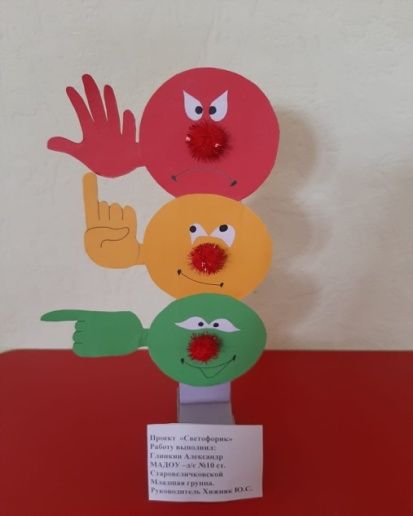 Проект «Светофорик»
Работу выполнил:
Глинкин Александр
МАДОУ –д/с №10 ст.
Старовеличковской
Младшая группа.
Руководитель Хижняк Ю.С.